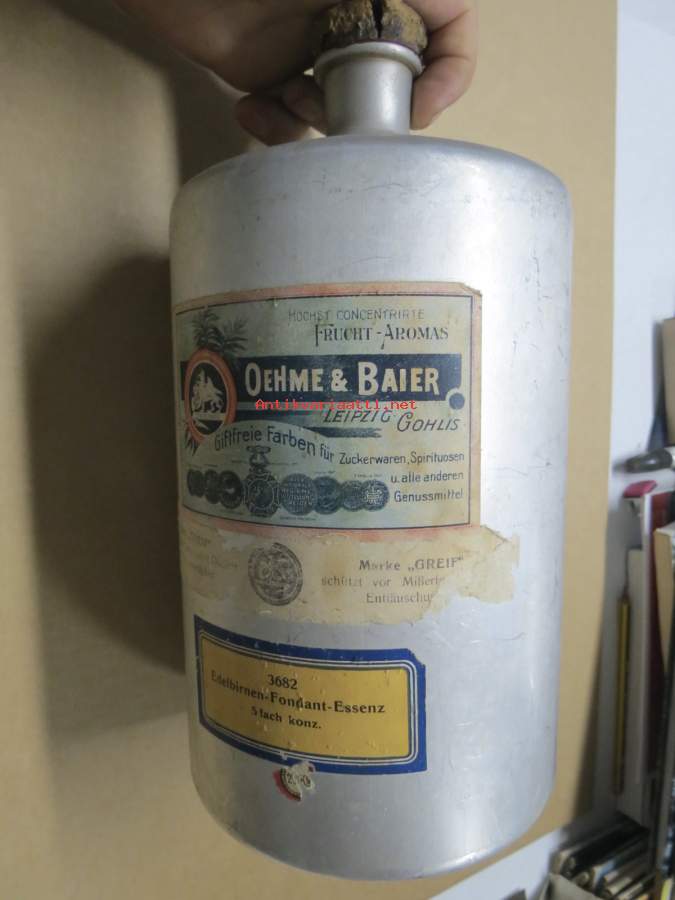 HÖCHST CONCENTRIRTE
FRUCHT-AROMAS
OEHME & BAIER
Antikvariaatti.net
LEIPZIG-GOHLIS
Giftfreie Farben für Zuckerwaren, Spirituosen
u. alle anderen
Genussmittel
Marke „GREIF"
schützt vor
3682
Edelbirnen-Fondant-Essenz
5 fach konz.